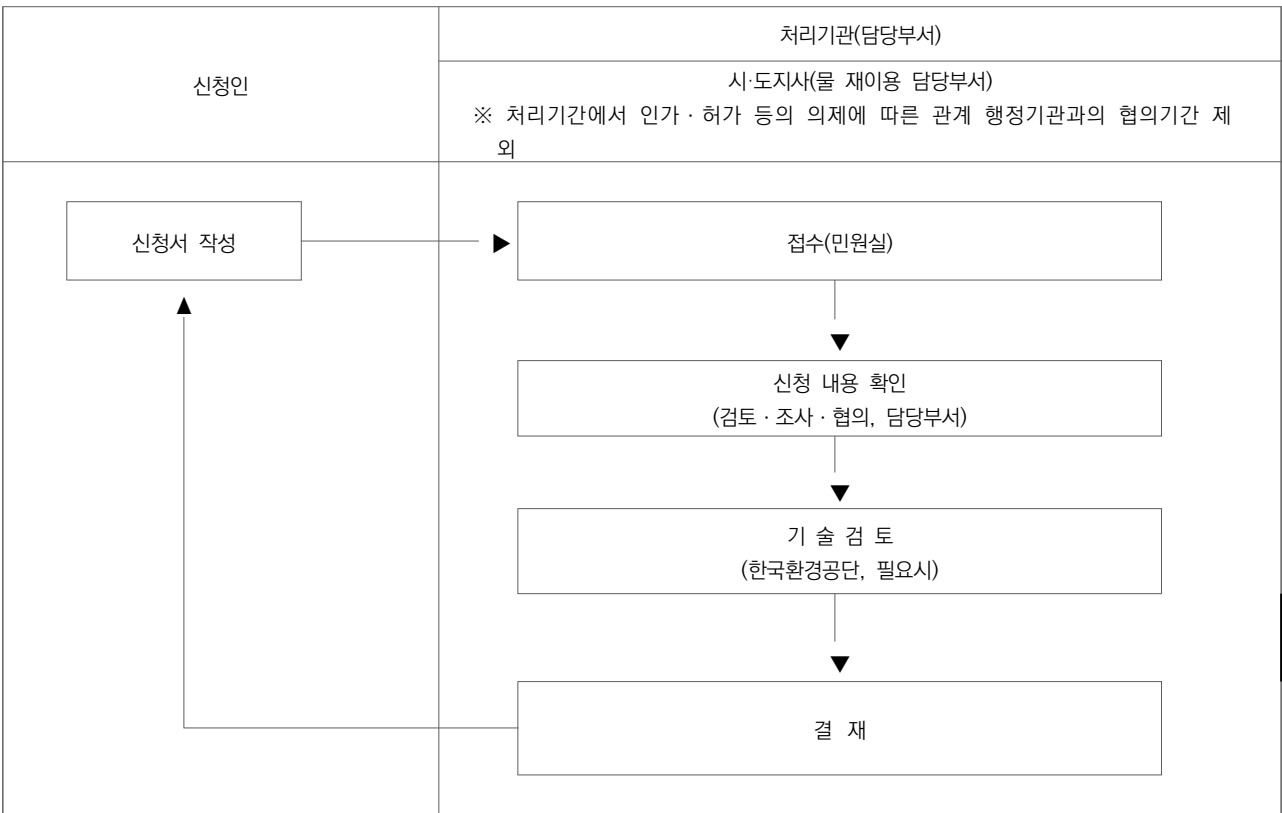 신청인
처리기관(담당부서)
시·도지사(물 재이용 담당부서)
※ 처리기간에서 인가·허가 등의 의제에 따른 관계 행정기관과의 협의기간 제
외
신청서 작성
접수(민원실)
신청 내용 확인
(검토·조사·협의, 담당부서)
기 술 검 토
(한국환경공단, 필요시)
결 재